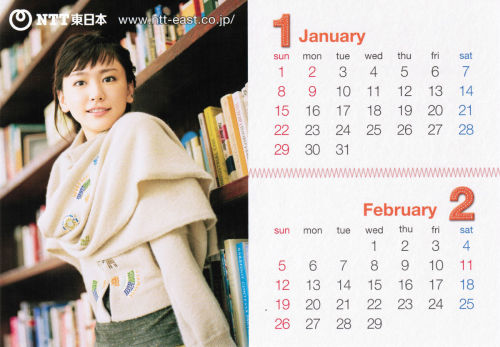 NTT東日本 www.ntt-east.co.jp/
1 January
sun mon tue wed thu fri sat
1 2 3 4 5 6 7
8 9 10 11 12 13 14
15 16 17 18 19 20 21
22 23 24 25 26 27 28
29 30 31
February 2
sun mon tue wed thu fri sat
1 2 3 4
5 6 7 8 9 10 11
12 13 14 15 16 17 18
19 20 21 22 23 24 25
26 27 28 29